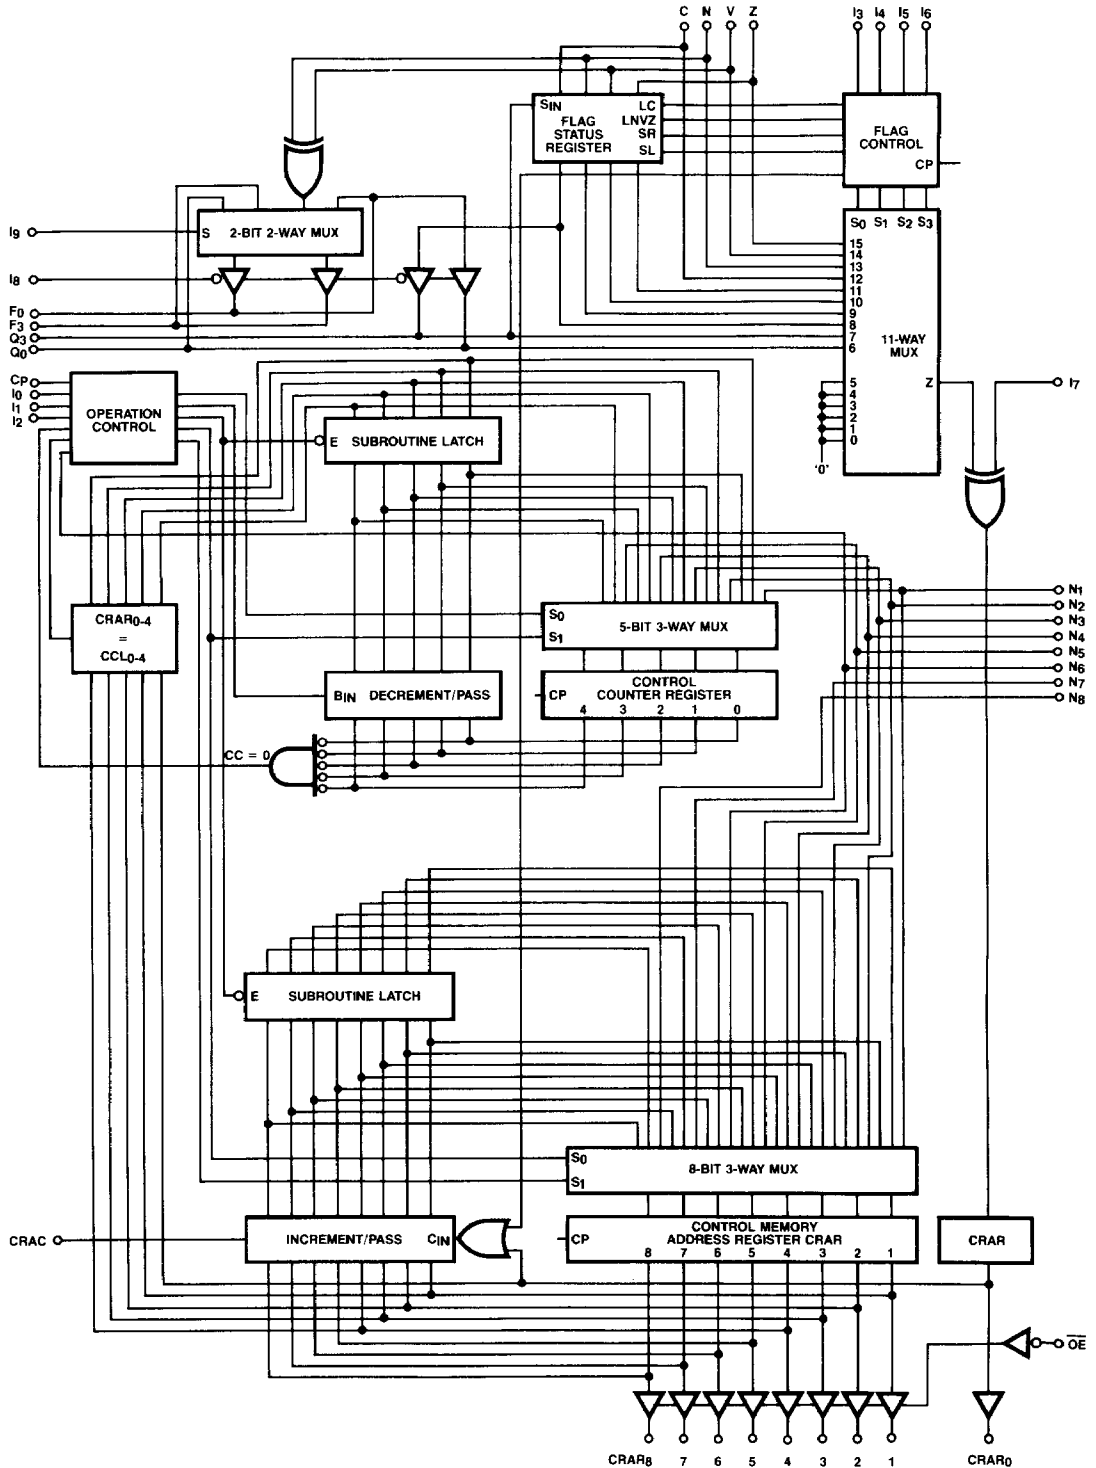 C N V Z
I3 I4 I5 I6
SIN
LC
FLAG
STATUS
REGISTER
LNVZ
SR
SL
FLAG
CONTROL
CP
I9
S 2-BIT 2-WAY MUX
S0 S1 S2 S3
15
14
13
12
11
10
9
8
7
6
11-WAY
MUX
5
4
3
2
1
0
Z
'0'
I7
I8
F0
F3
Q3
Q0
CP
I0
I1
I2
OPERATION
CONTROL
E SUBROUTINE LATCH
CRAR0-4
=
CCL0-4
S0
S1
5-BIT 3-WAY MUX
N1
N2
N3
N4
N5
N6
N7
N8
BIN DECREMENT/PASS
CP
CONTROL
COUNTER REGISTER
4 3 2 1 0
CC = 0
E SUBROUTINE LATCH
S0
S1
8-BIT 3-WAY MUX
CRAC
INCREMENT/PASS CIN
CP
CONTROL MEMORY
ADDRESS REGISTER CRAR
8 7 6 5 4 3 2 1
CRAR
OE
CRAR8 7 6 5 4 3 2 1 CRAR0